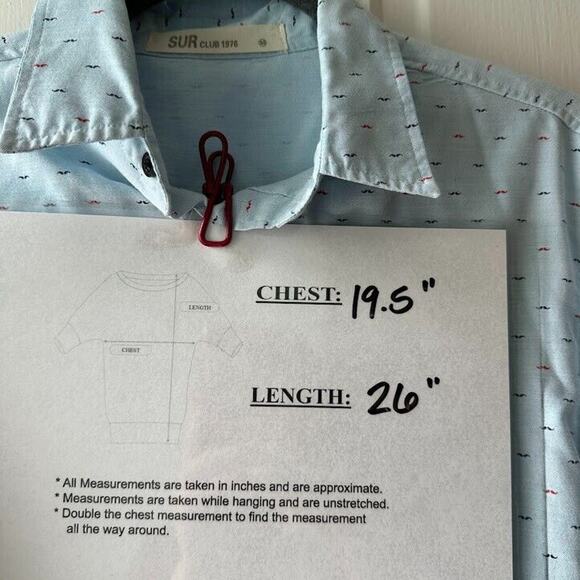 SUR CLUB 1976 M
CHEST: 19.5"
LENGTH
CHEST
LENGTH: 26"
* All Measurements are taken in inches and are approximate.
* Measurements are taken while hanging and are unstretched.
* Double the chest measurement to find the measurement
all the way around.